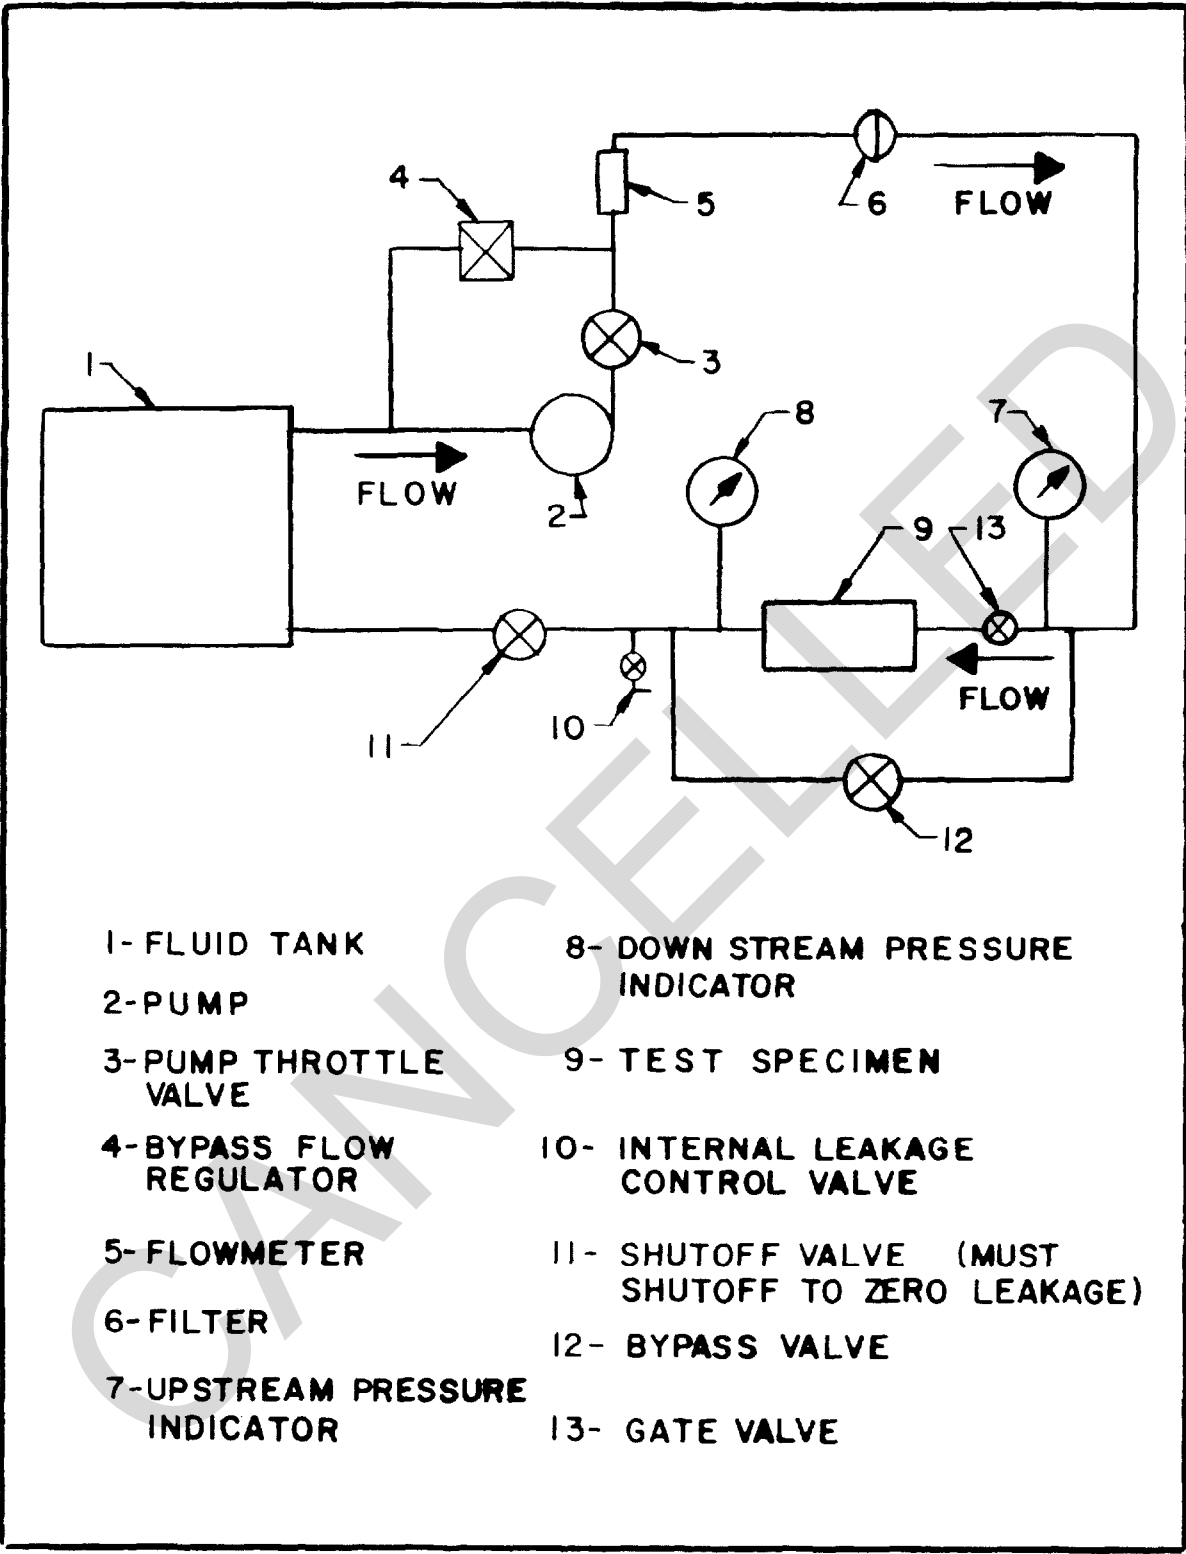 4
5
6
FLOW
1
3
8
7
FLOW
2
9
13
10
FLOW
11
12
1- FLUID TANK
2-PUMP
3-PUMP THROTTLE
VALVE
4-BYPASS FLOW
REGULATOR
5-FLOWMETER
6-FILTER
7-UPSTREAM PRESSURE
INDICATOR
8- DOWN STREAM PRESSURE
INDICATOR
9- TEST SPECIMEN
10- INTERNAL LEAKAGE
CONTROL VALVE
11- SHUTOFF VALVE (MUST
SHUTOFF TO ZERO LEAKAGE)
12- BYPASS VALVE
13- GATE VALVE
CANCELLED